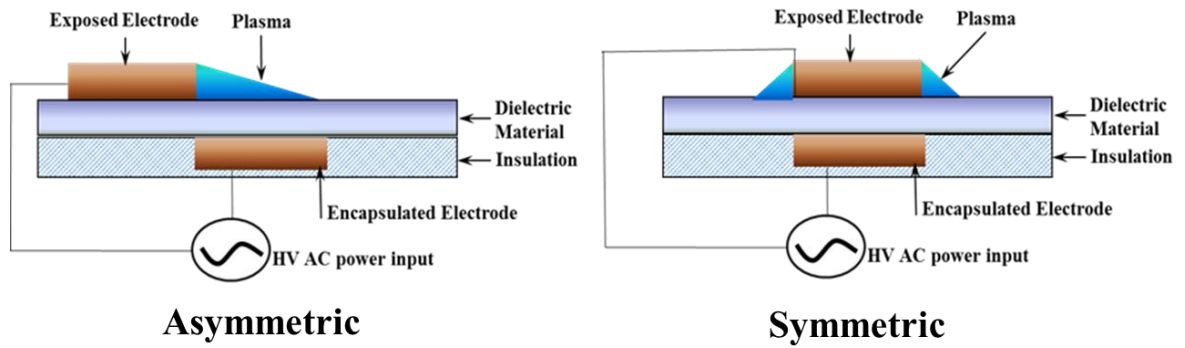 Exposed Electrode
Plasma
Dielectric
Material
Insulation
Encapsulated Electrode
HV AC power input
Asymmetric
Exposed Electrode
Plasma
Dielectric
Material
Insulation
Encapsulated Electrode
HV AC power input
Symmetric